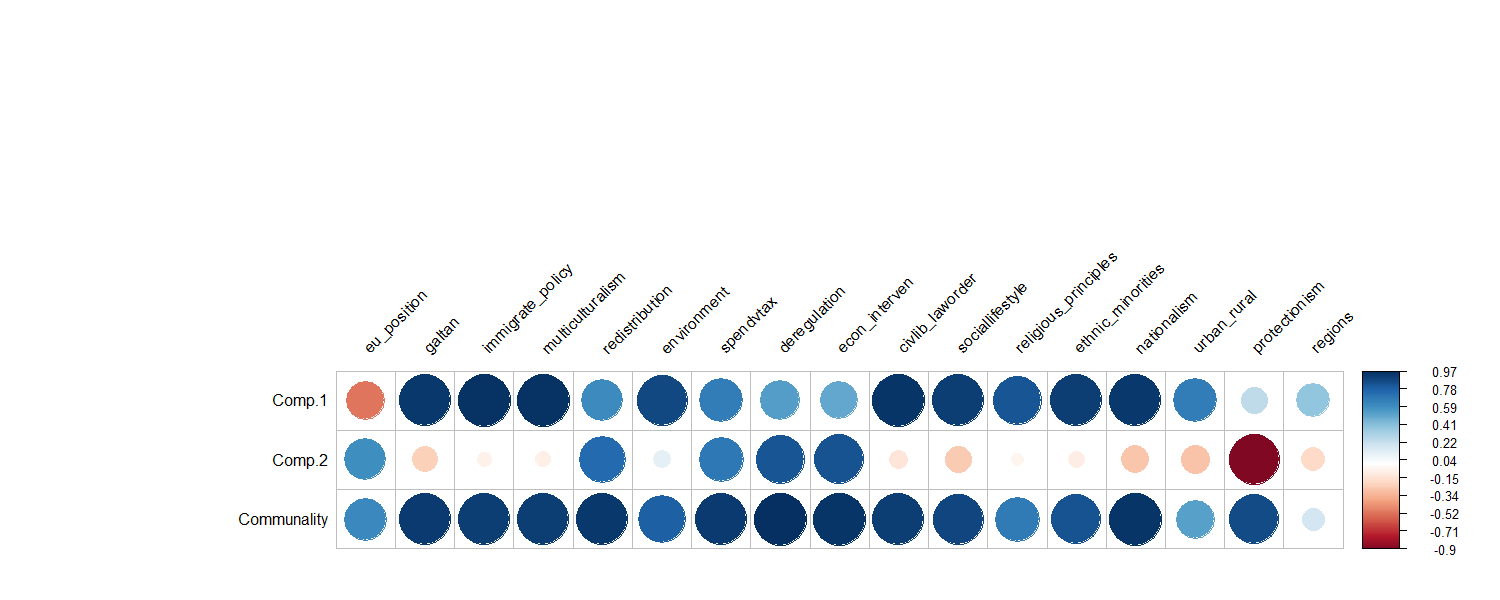 eu_position
galtan
immigrate_policy
multiculturalism
redistribution
environment
spendvtax
deregulation
econ_interven
civlib_laworder
sociallifestyle
religious_principles
ethnic_minorities
nationalism
urban_rural
protectionism
regions
Comp.1
Comp.2
Communality
0.97
0.78
0.59
0.41
0.22
0.04
-0.15
-0.34
-0.52
-0.71
-0.9